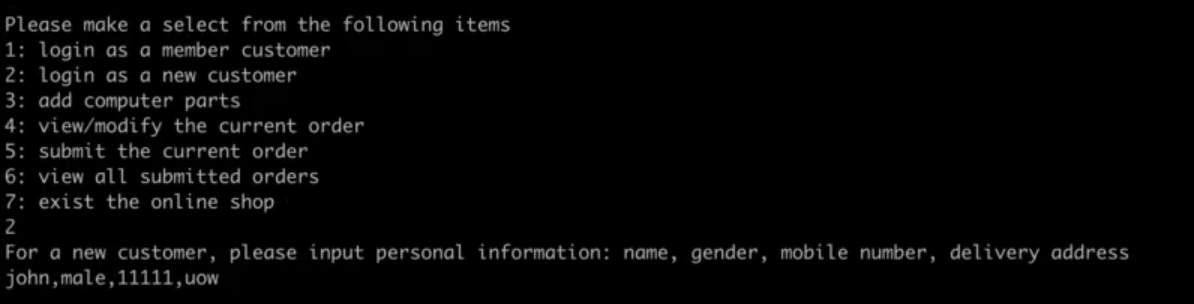 Please make a select from the following items
1: login as a member customer
2: login as a new customer
3: add computer parts
4: view/modify the current order
5: submit the current order
6: view all submitted orders
7: exist the online shop
2
For a new customer, please input personal information: name, gender, mobile number, delivery address
john,male,11111,uow